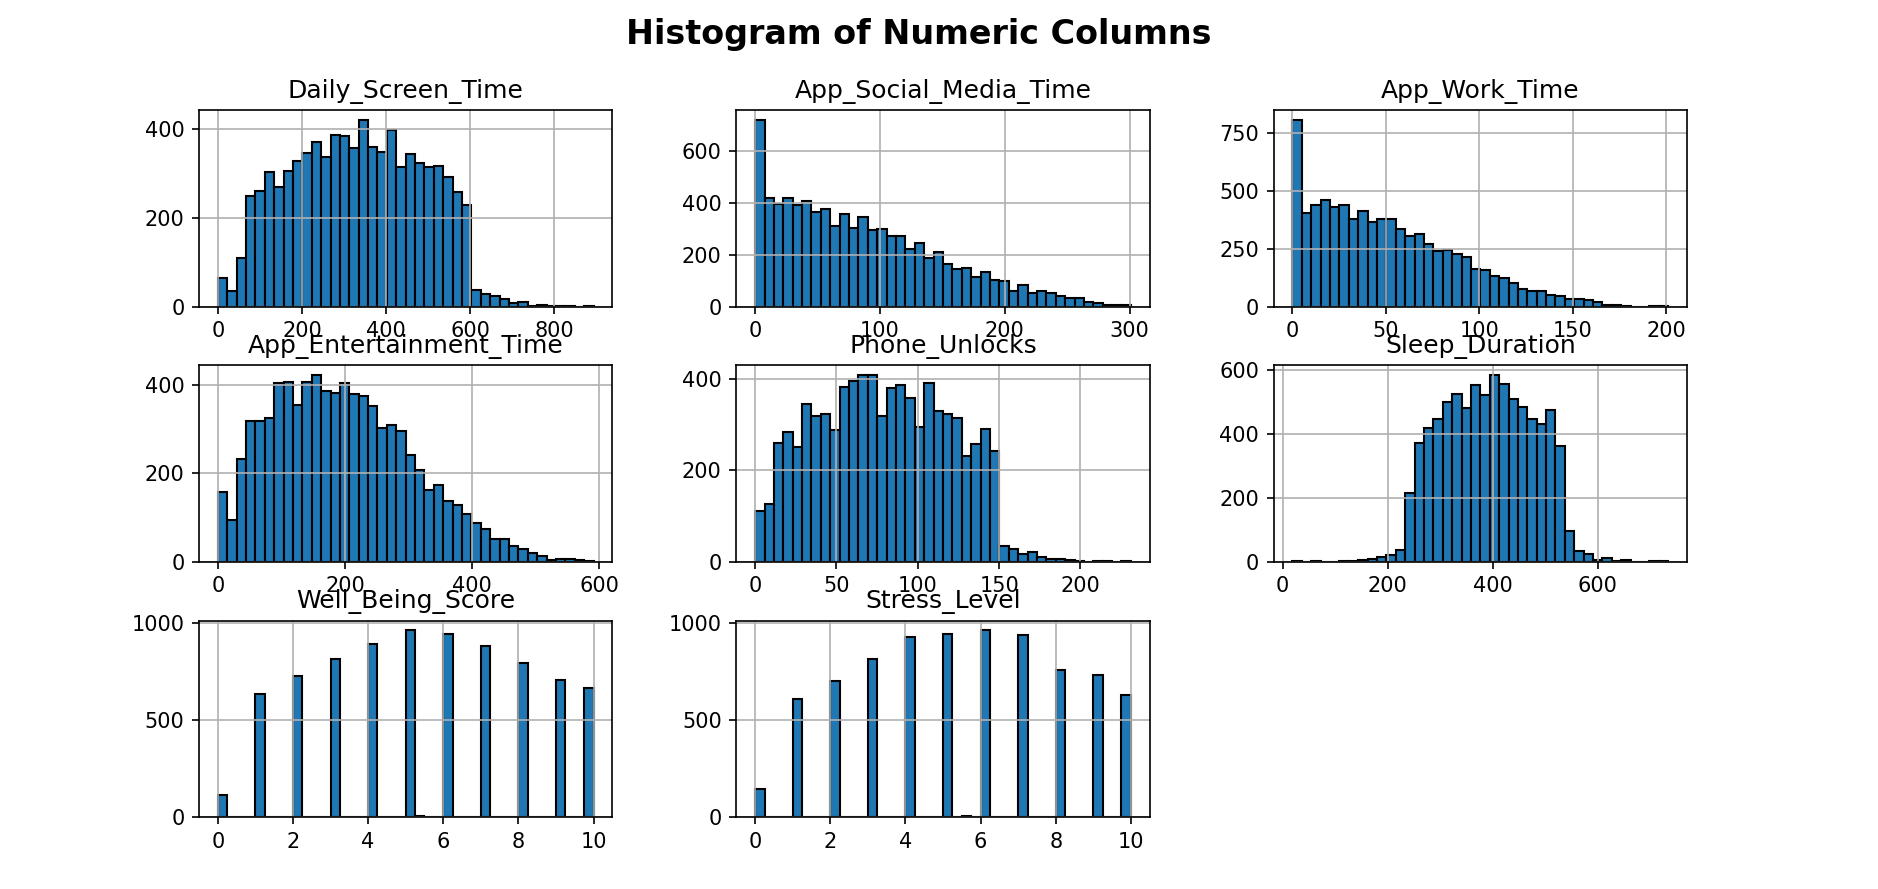 Histogram of Numeric Columns
Daily_Screen_Time
App_Social_Media_Time
App_Work_Time
400
200
0
0 200 400 600 800
600
400
200
0
0 100 200 300
750
500
250
0
0 50 100 150 200
App_Entertainment_Time
Phone_Unlocks
Sleep_Duration
400
200
0
0 200 400 600
400
200
0
0 50 100 150 200
600
400
200
0
0 200 400 600
Well_Being_Score
Stress_Level
1000
500
0
0 2 4 6 8 10
1000
500
0
0 2 4 6 8 10